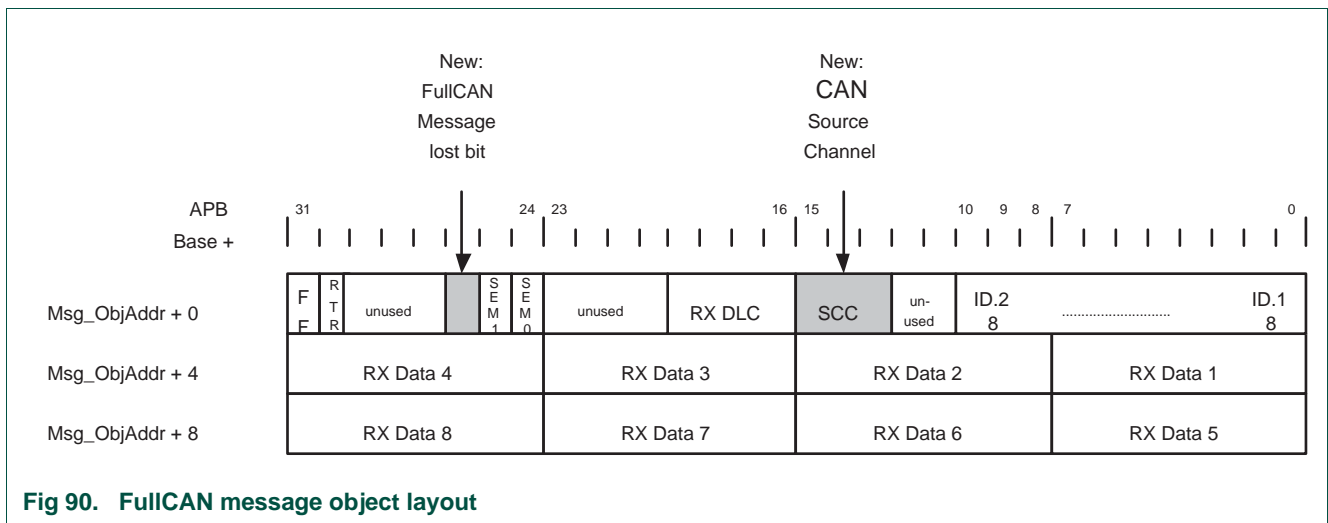 New:
FullCAN
Message
lost bit
New:
CAN
Source
Channel
APB
Base +
31 24 23 16 15 10 9 8 7 0
Msg_ObjAddr + 0
F
F
R
T
R
unused
S
E
M
1
S
E
M
0
unused
RX DLC
SCC
un-
used
ID.2
8
............................
ID.1
8
Msg_ObjAddr + 4 RX Data 4 RX Data 3 RX Data 2 RX Data 1
Msg_ObjAddr + 8 RX Data 8 RX Data 7 RX Data 6 RX Data 5
Fig 90. FullCAN message object layout